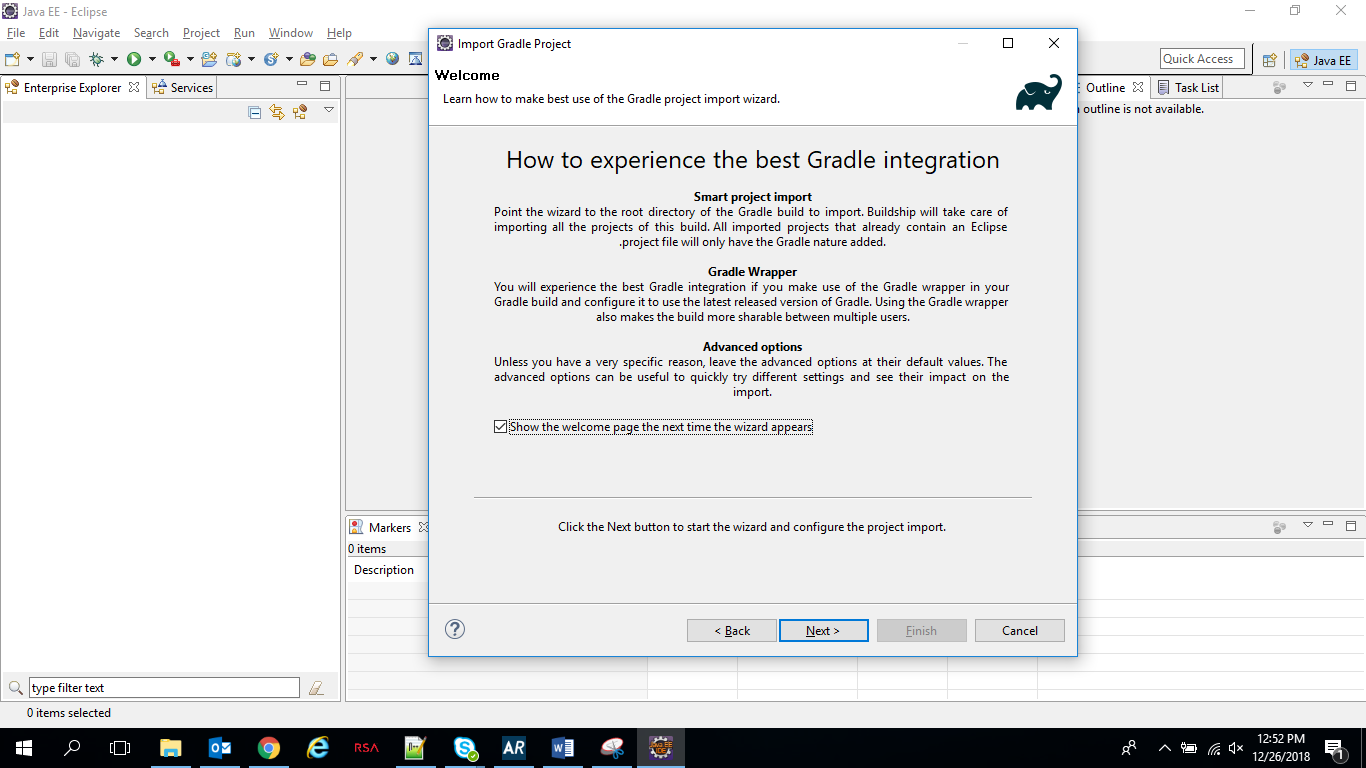 Java EE - Eclipse
File Edit Navigate Search Project Run Window Help
Quick Access
Java EE
Enterprise Explorer
Services
Outline
Task List
outline is not available.
Import Gradle Project
Welcome
Learn how to make best use of the Gradle project import wizard.
How to experience the best Gradle integration
Smart project import
Point the wizard to the root directory of the Gradle build to import. Buildship will take care of
importing all the projects of this build. All imported projects that already contain an Eclipse
.project file will only have the Gradle nature added.
Gradle Wrapper
You will experience the best Gradle integration if you make use of the Gradle wrapper in your
Gradle build and configure it to use the latest released version of Gradle. Using the Gradle wrapper
also makes the build more sharable between multiple users.
Advanced options
Unless you have a very specific reason, leave the advanced options at their default values. The
advanced options can be useful to quickly try different settings and see their impact on the
import.
Show the welcome page the next time the wizard appears
Click the Next button to start the wizard and configure the project import.
< Back Next > Finish Cancel
Markers
0 items
Description
type filter text
0 items selected
RSA
AR
12:52 PM
12/26/2018
1